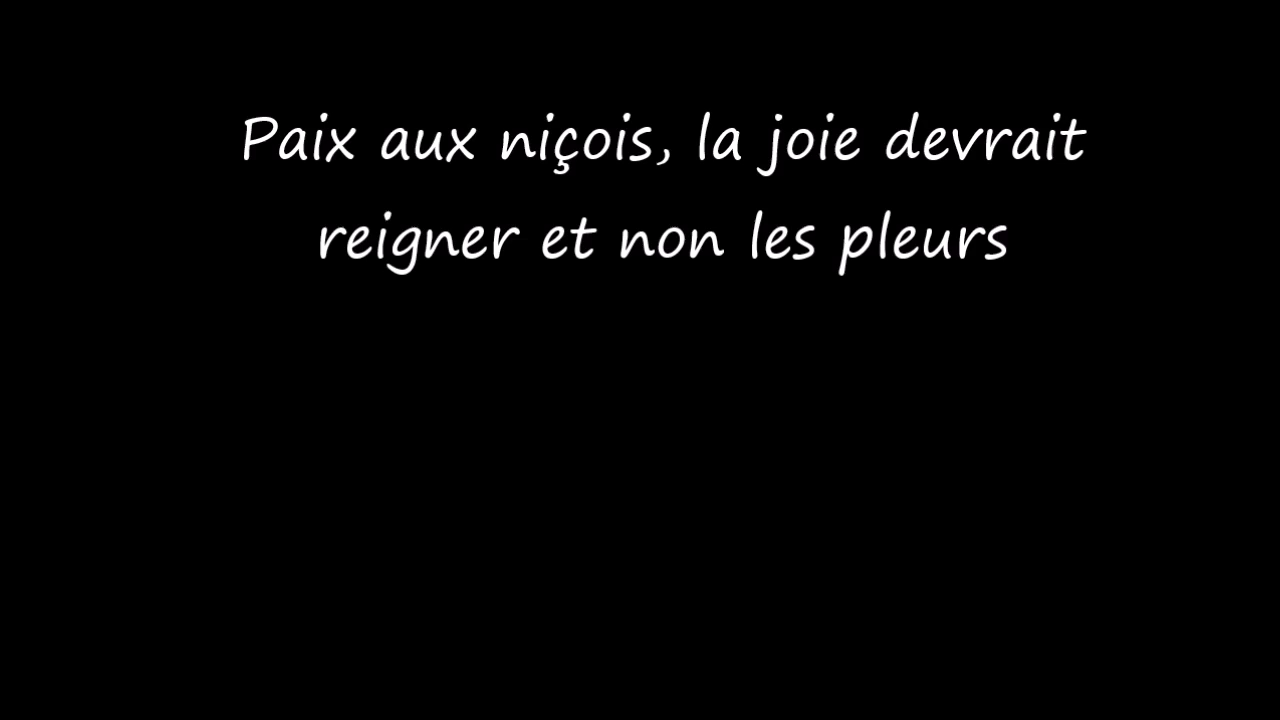 Paix aux niçois, la joie devrait
reigner et non les pleurs